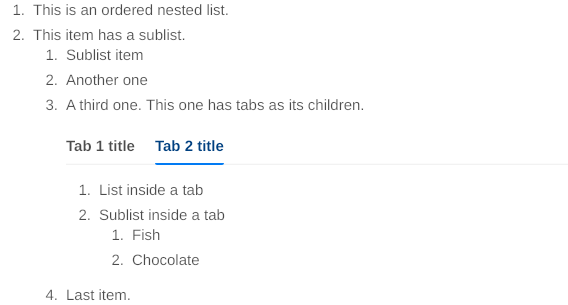 1. This is an ordered nested list.
2. This item has a sublist.
1. Sublist item
2. Another one
3. A third one. This one has tabs as its children.
Tab 1 title Tab 2 title
1. List inside a tab
2. Sublist inside a tab
1. Fish
2. Chocolate
4. Last item.